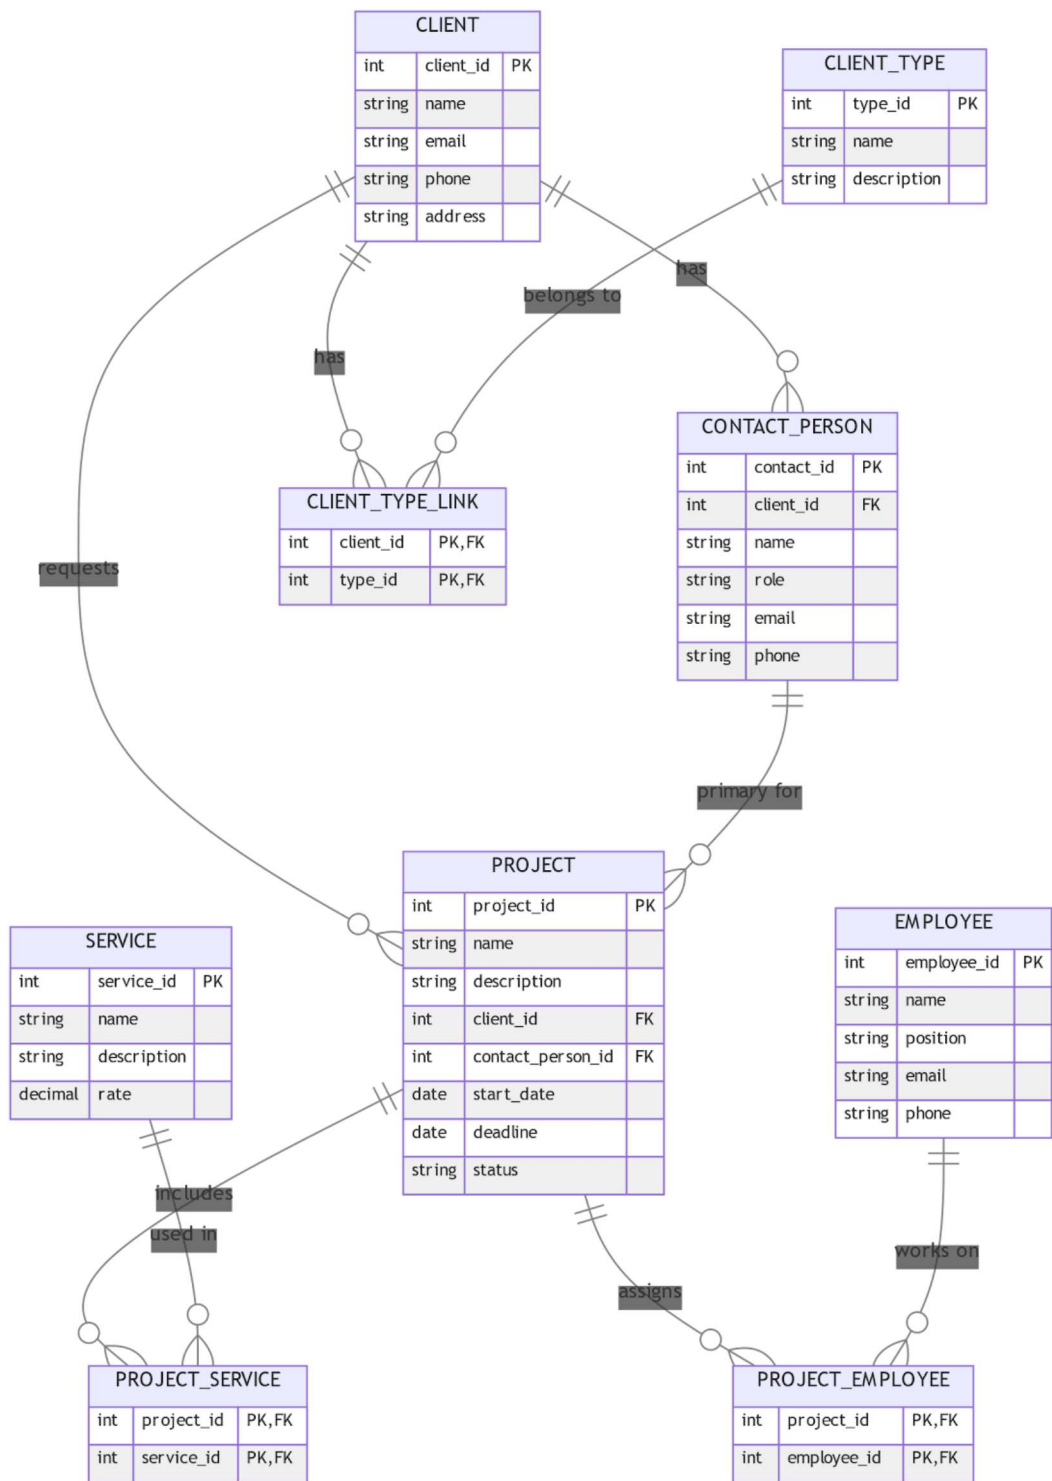 CLIENT
int client_id PK
string name
string email
string phone
string address
CLIENT_TYPE
int type_id PK
string name
string description
has
belongs to
has
CONTACT_PERSON
int contact_id PK
int client_id FK
string name
string role
string email
string phone
CLIENT_TYPE_LINK
int client_id PK,FK
int type_id PK,FK
requests
primary for
PROJECT
int project_id PK
string name
string description
int client_id FK
int contact_person_id FK
date start_date
date deadline
string status
SERVICE
int service_id PK
string name
string description
decimal rate
EMPLOYEE
int employee_id PK
string name
string position
string email
string phone
includes
used in
assigns
works on
PROJECT_SERVICE
int project_id PK,FK
int service_id PK,FK
PROJECT_EMPLOYEE
int project_id PK,FK
int employee_id PK,FK